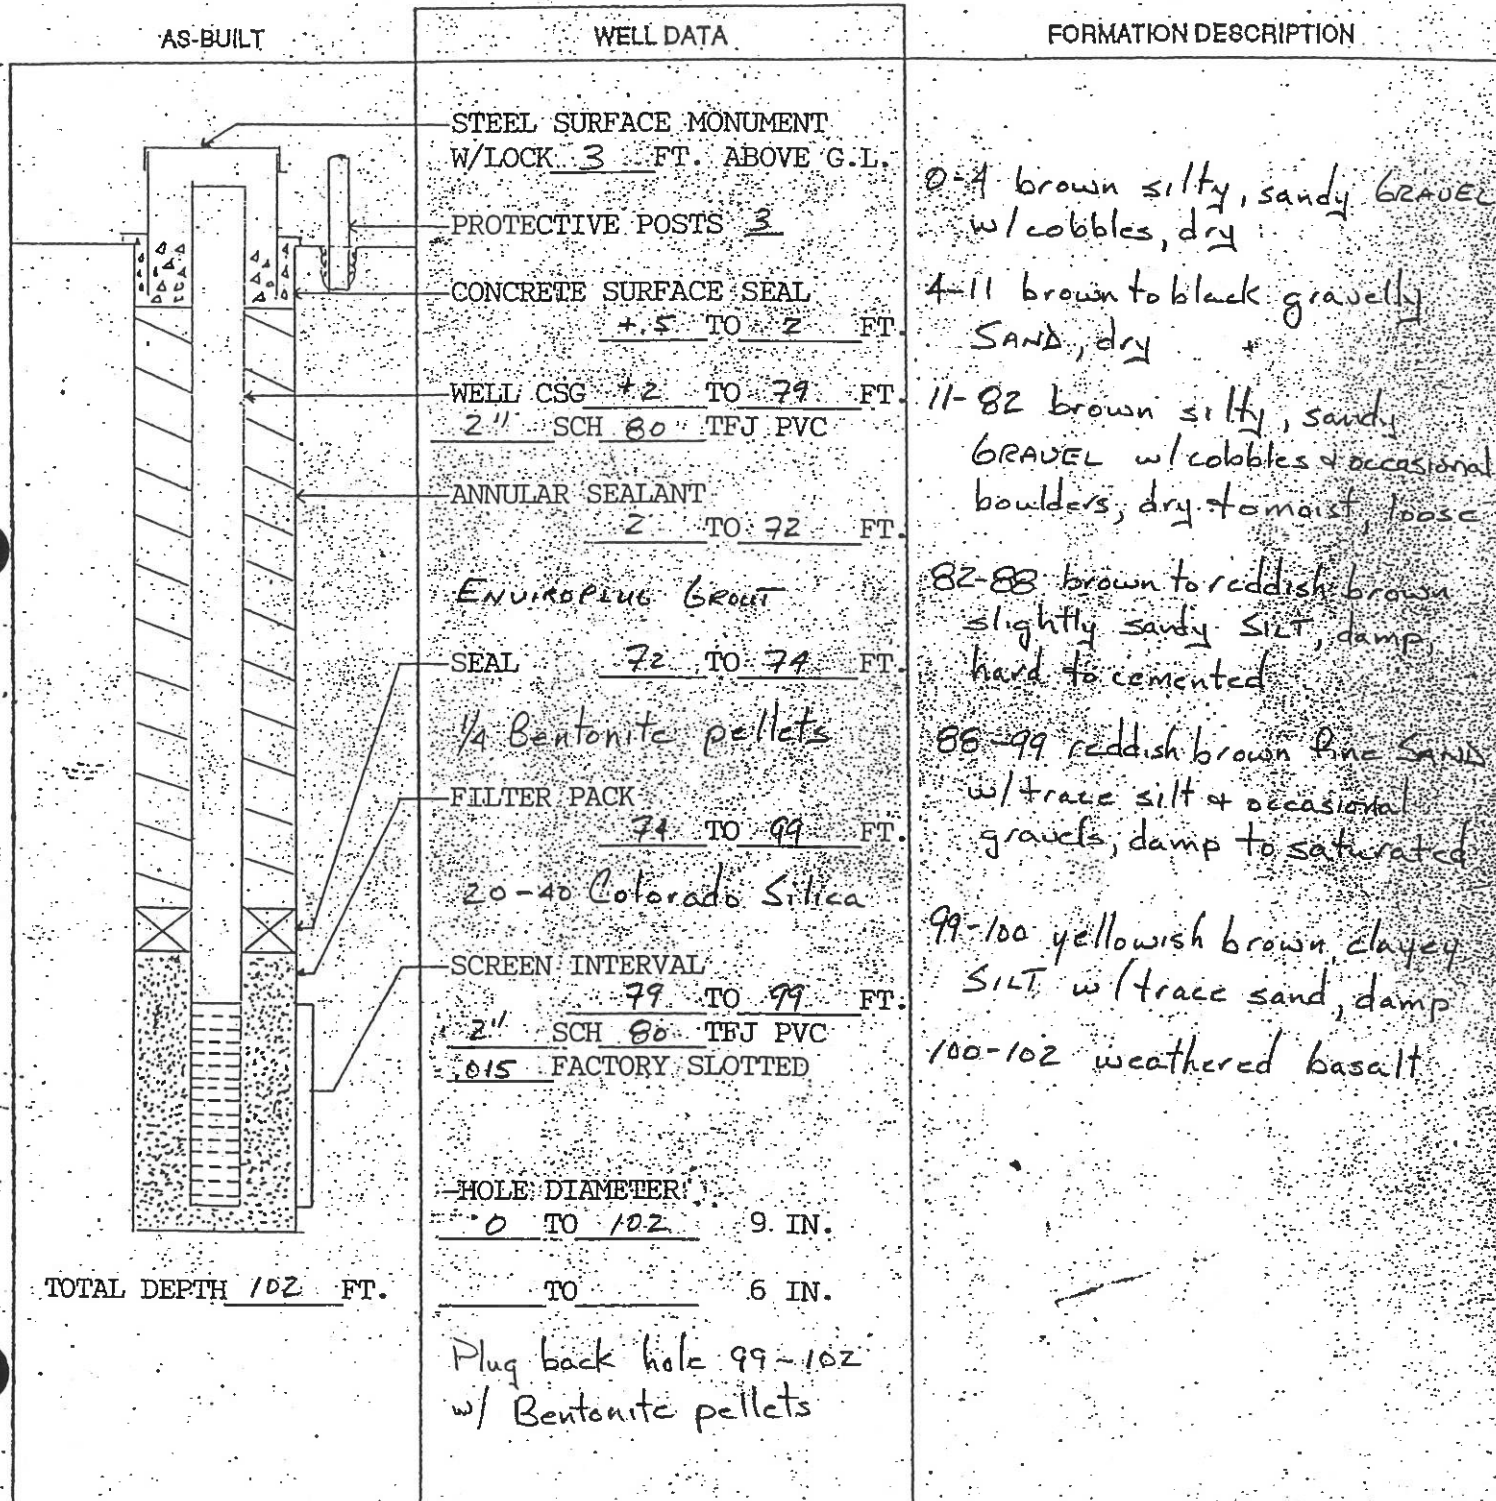 AS-BUILT
WELL DATA
FORMATION DESCRIPTION
STEEL SURFACE MONUMENT
W/LOCK 3 FT. ABOVE G.L.
PROTECTIVE POSTS 3
CONCRETE SURFACE SEAL
+.5 TO 2 FT.
WELL CSG +2 TO 79 FT.
2" SCH 80 TFJ PVC
ANNULAR SEALANT
2 TO 72 FT.
ENVIROPLUG GROUT
SEAL 72 TO 74 FT.
1/4 Bentonite pellets
FILTER PACK
74 TO 99 FT.
20-40 Colorado Silica
SCREEN INTERVAL
79 TO 99 FT.
2" SCH 80 TFJ PVC
.015 FACTORY SLOTTED
HOLE DIAMETER
0 TO 102 9 IN.
TO 6 IN.
Plug back hole 99-102
w/ Bentonite pellets
TOTAL DEPTH 102 FT.
0-4 brown silty, sandy GRAVEL
w/cobbles, dry
4-11 brown to black gravelly
SAND, dry
11-82 brown silty, sandy
GRAVEL w/cobbles & occasional
boulders, dry to moist, loose
82-88 brown to reddish brown
slightly sandy SILT, damp,
hard to cemented
88-99 reddish brown fine SAND
w/trace silt & occasional
gravels, damp to saturated
99-100 yellowish brown clayey
SILT w/trace sand, damp
100-102 weathered basalt